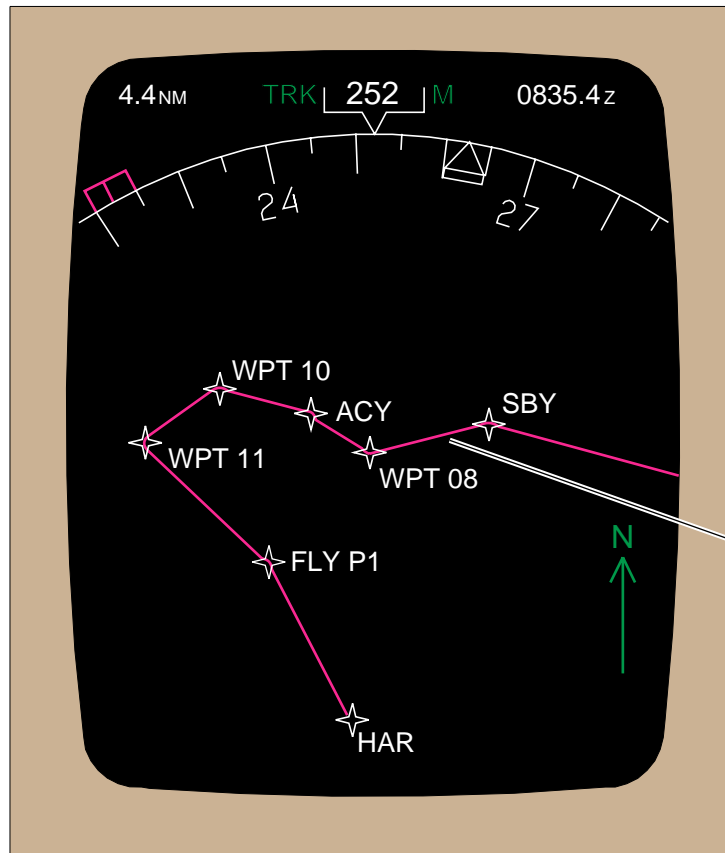 4.4NM TRK 252 M 0835.4Z
24 27
WPT 10
ACY
SBY
WPT 11
WPT 08
N
FLY P1
HAR